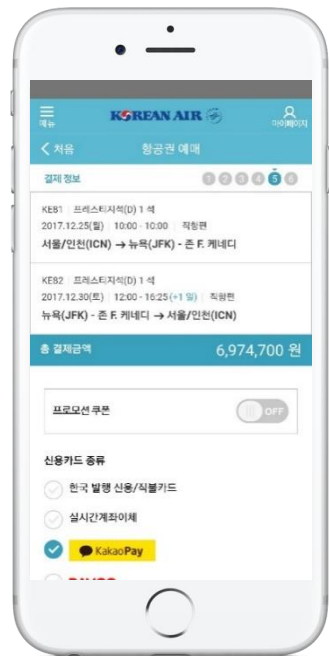 메뉴
KOREAN AIR
마이페이지
처음
항공권 예매
결제 정보
1 2 3 4 5 6
KE81 프레스티지석(D) 1 석
2017.12.25(월) 10:00 - 10:00 직항편
서울/인천(ICN) → 뉴욕(JFK) - 존 F. 케네디
KE82 프레스티지석(D) 1 석
2017.12.30(토) 12:00 - 16:25 (+1 일) 직항편
뉴욕(JFK) - 존 F. 케네디 → 서울/인천(ICN)
총 결제금액 6,974,700 원
프로모션 쿠폰 OFF
신용카드 종류
한국 발행 신용/직불카드
실시간계좌이체
KakaoPay